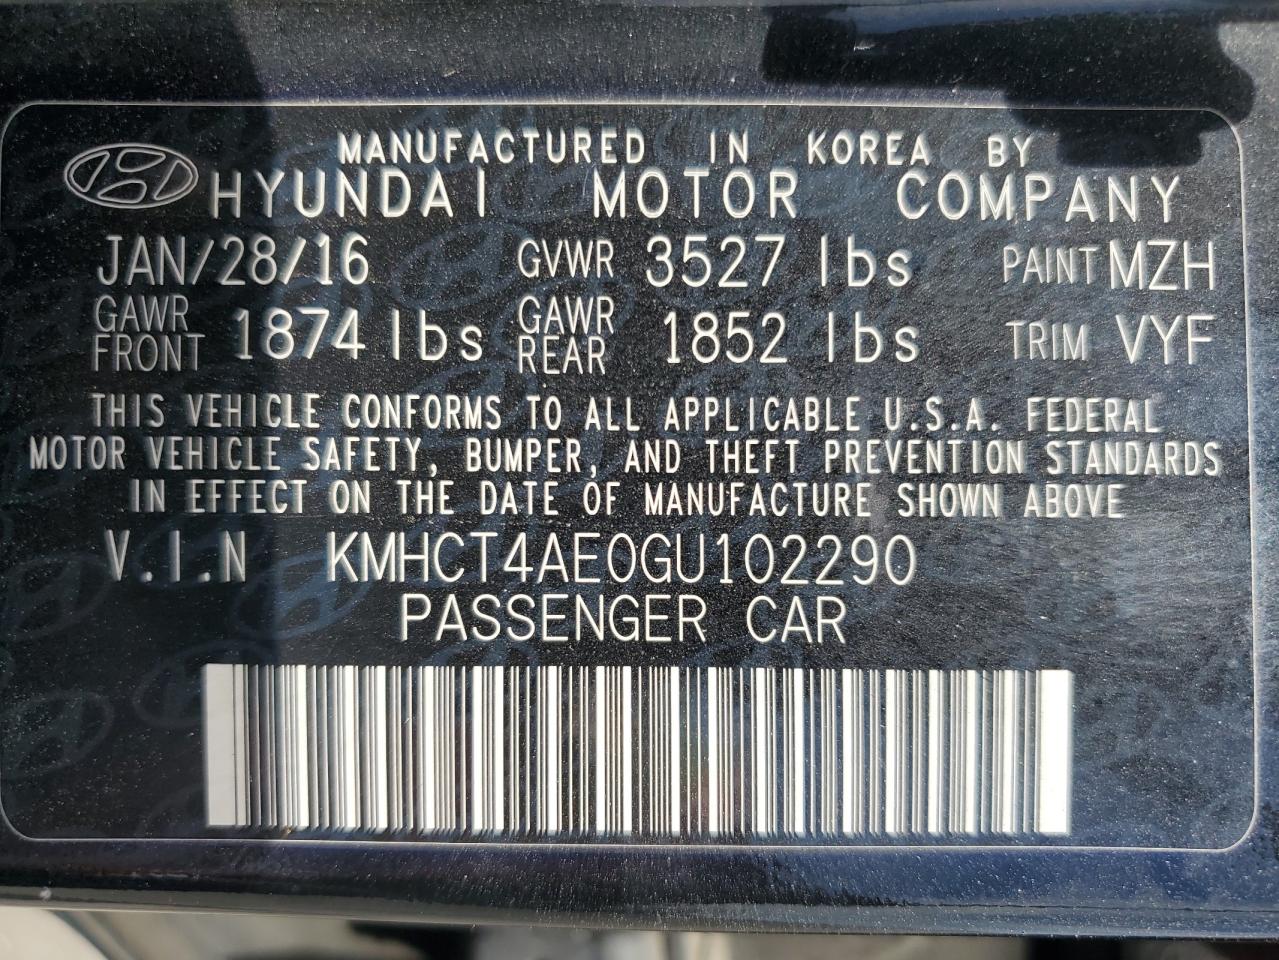 MANUFACTURED IN KOREA BY
HYUNDAI MOTOR COMPANY
JAN/28/16 GVWR 3527 lbs PAINT MZH
GAWR FRONT 1874 lbs GAWR REAR 1852 lbs TRIM VYF
THIS VEHICLE CONFORMS TO ALL APPLICABLE U.S.A. FEDERAL
MOTOR VEHICLE SAFETY, BUMPER, AND THEFT PREVENTION STANDARDS
IN EFFECT ON THE DATE OF MANUFACTURE SHOWN ABOVE
V.I.N KMHCT4AE0GU102290
PASSENGER CAR